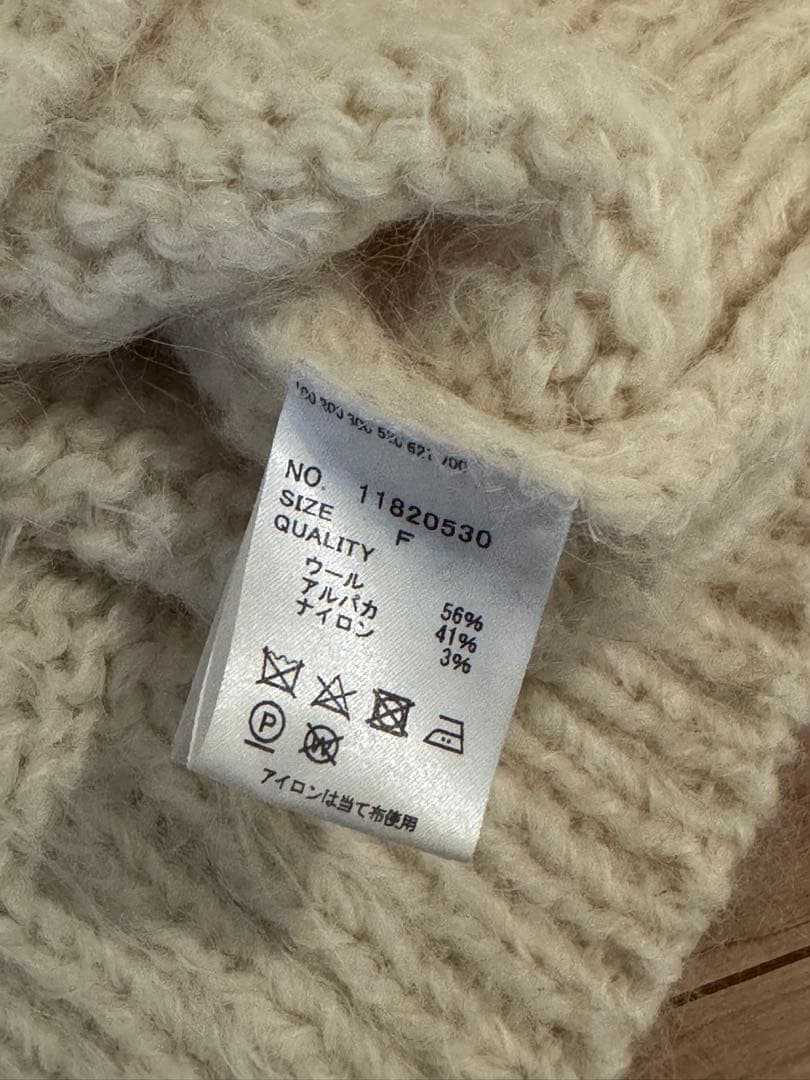 NO. 11820530
SIZE F
QUALITY
ウール 56%
アルパカ 41%
ナイロン 3%
P
W
アイロンは当て布使用